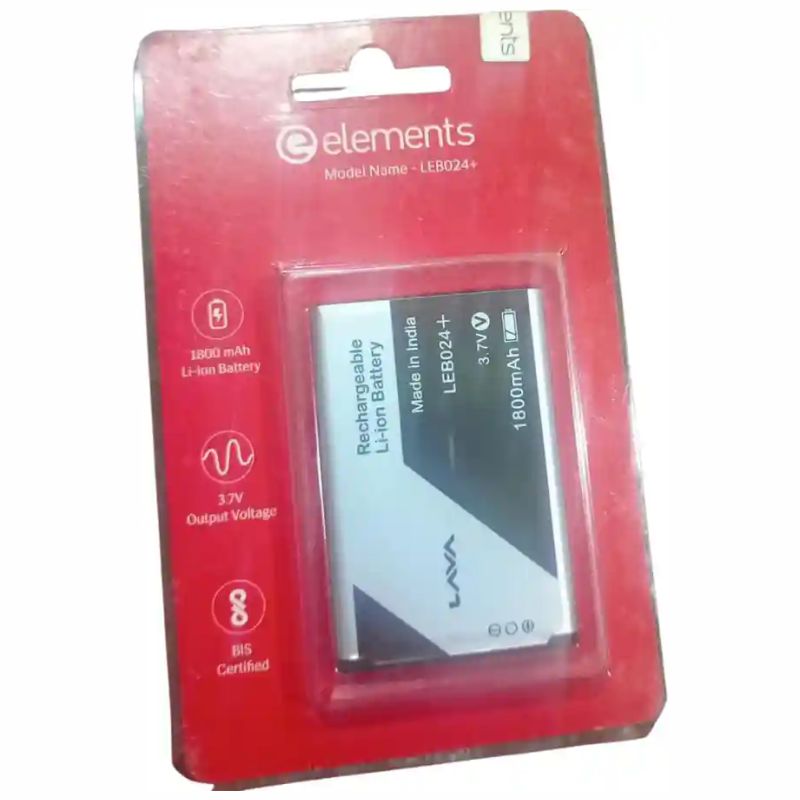 ents
elements
Model Name - LEB024+
1800 mAh
Li-ion Battery
3.7V
Output Voltage
BIS
Certified
Rechargeable
Li-ion Battery
Made in India
LEB024+
3.7V
1800mAh
LAVA